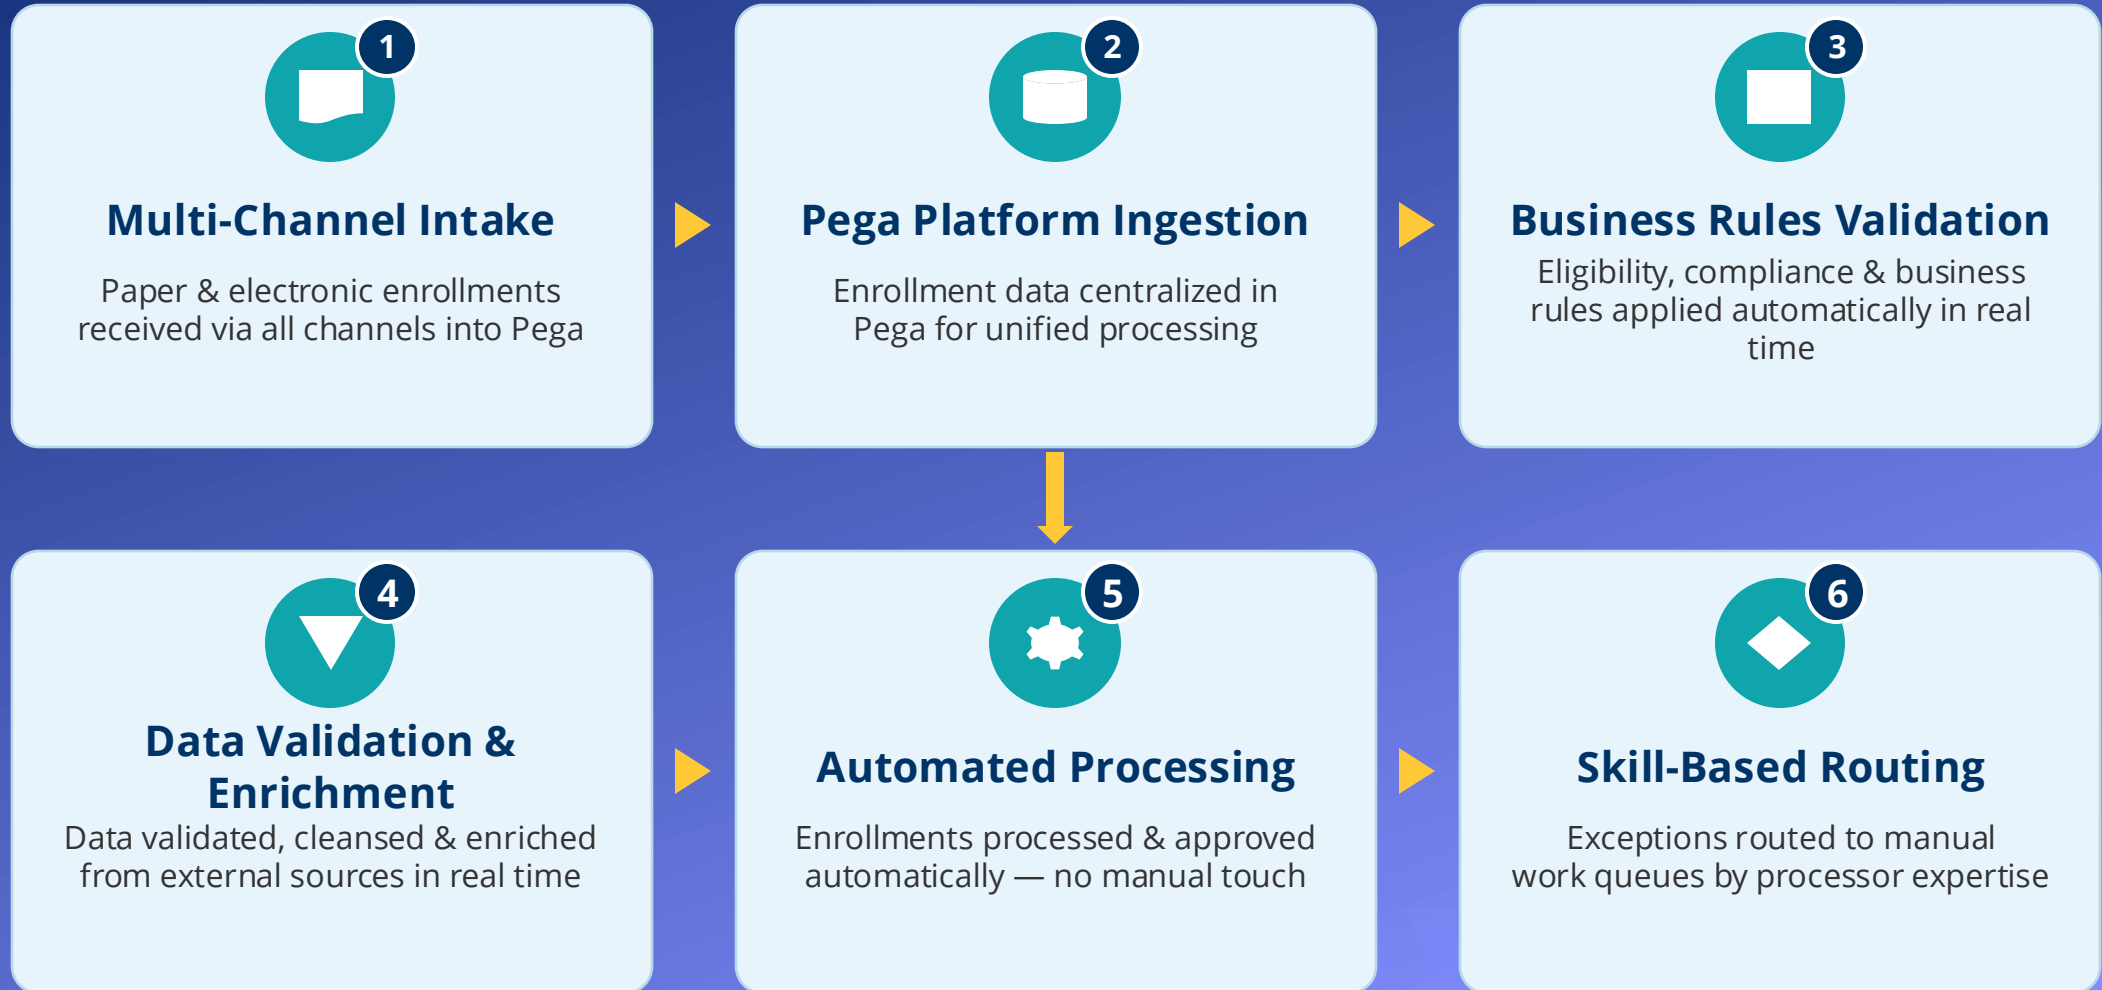 1
Multi-Channel Intake
Paper & electronic enrollments
received via all channels into Pega
2
Pega Platform Ingestion
Enrollment data centralized in
Pega for unified processing
3
Business Rules Validation
Eligibility, compliance & business
rules applied automatically in real
time
4
Data Validation &
Enrichment
Data validated, cleansed & enriched
from external sources in real time
5
Automated Processing
Enrollments processed & approved
automatically — no manual touch
6
Skill-Based Routing
Exceptions routed to manual
work queues by processor expertise